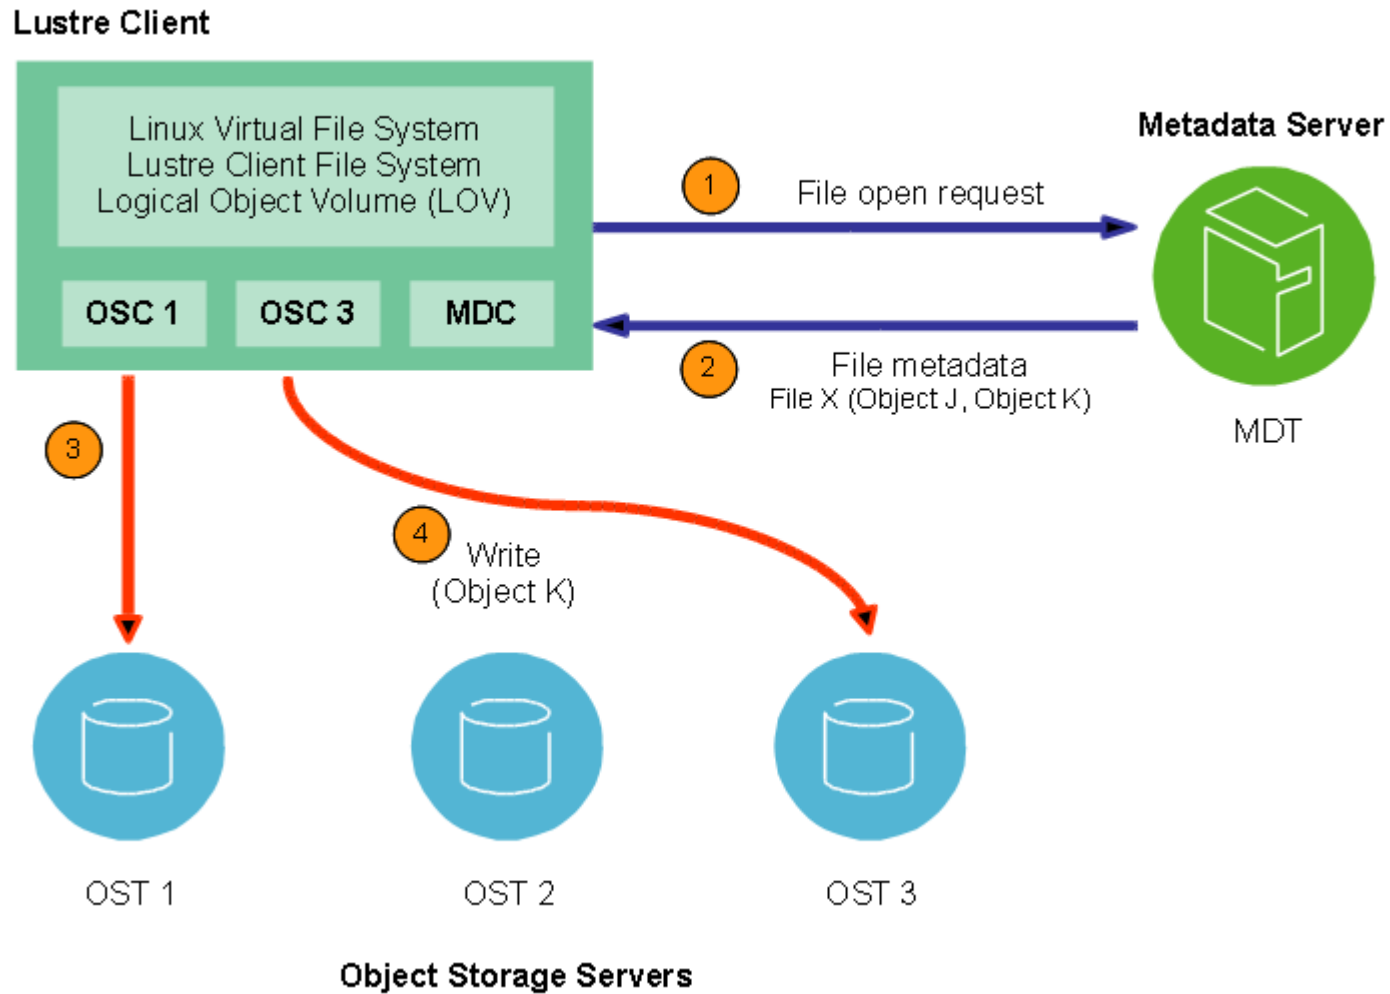 Lustre Client
Linux Virtual File System
Lustre Client File System
Logical Object Volume (LOV)
OSC 1
OSC 3
MDC
Metadata Server
1
File open request
2
File metadata
File X (Object J, Object K)
MDT
3
4
Write
(Object K)
OST 1
OST 2
OST 3
Object Storage Servers